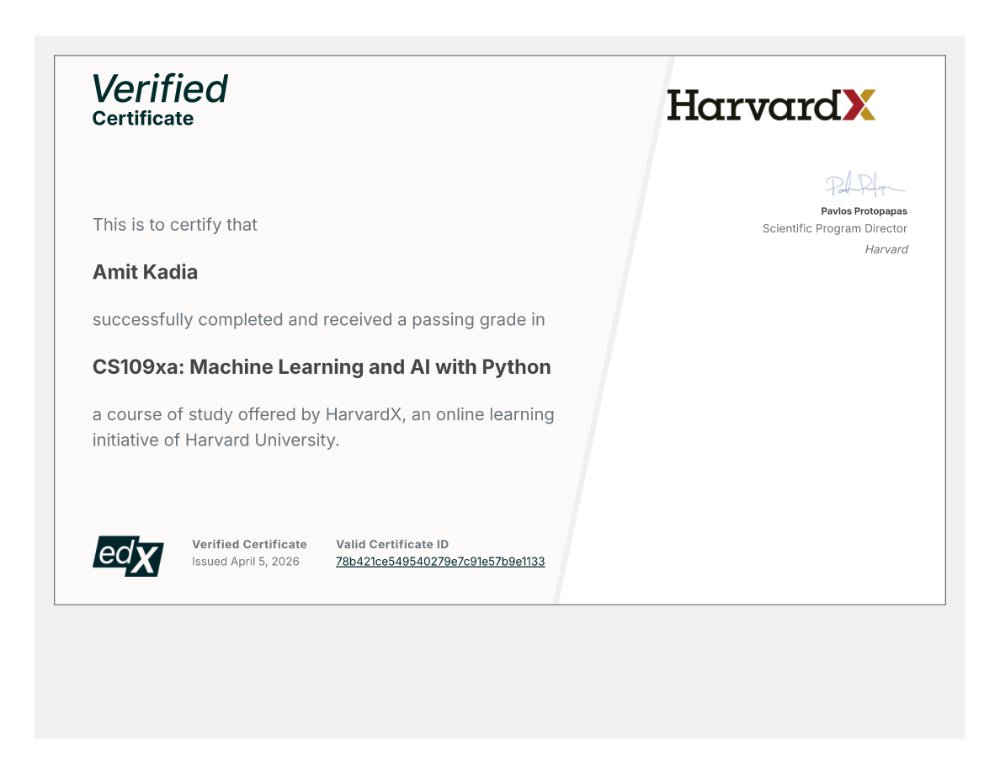 Verified
Certificate
HarvardX
Pavlos Protopapas
Scientific Program Director
Harvard
This is to certify that
Amit Kadia
successfully completed and received a passing grade in
CS109xa: Machine Learning and AI with Python
a course of study offered by HarvardX, an online learning
initiative of Harvard University.
edX
Verified Certificate
Issued April 5, 2026
Valid Certificate ID
78b421ce549540279e7c91e57b9e1133